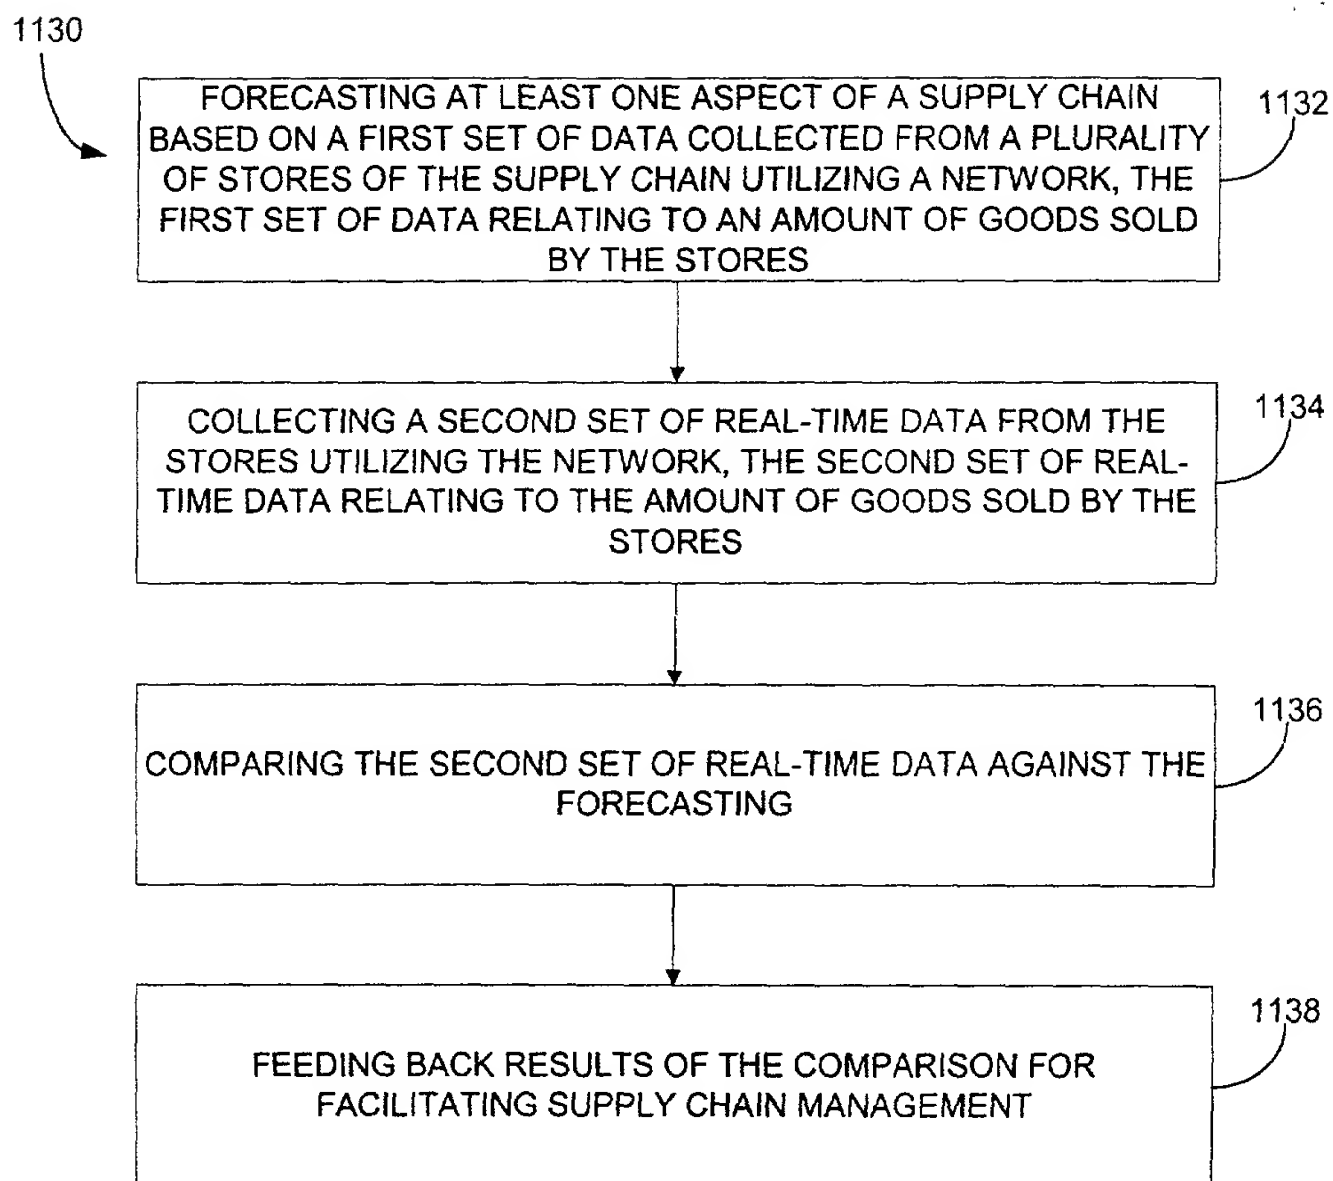 1130
FORECASTING AT LEAST ONE ASPECT OF A SUPPLY CHAIN
BASED ON A FIRST SET OF DATA COLLECTED FROM A PLURALITY
OF STORES OF THE SUPPLY CHAIN UTILIZING A NETWORK, THE
FIRST SET OF DATA RELATING TO AN AMOUNT OF GOODS SOLD
BY THE STORES
1132
COLLECTING A SECOND SET OF REAL-TIME DATA FROM THE
STORES UTILIZING THE NETWORK, THE SECOND SET OF REAL-
TIME DATA RELATING TO THE AMOUNT OF GOODS SOLD BY THE
STORES
1134
COMPARING THE SECOND SET OF REAL-TIME DATA AGAINST THE
FORECASTING
1136
FEEDING BACK RESULTS OF THE COMPARISON FOR
FACILITATING SUPPLY CHAIN MANAGEMENT
1138